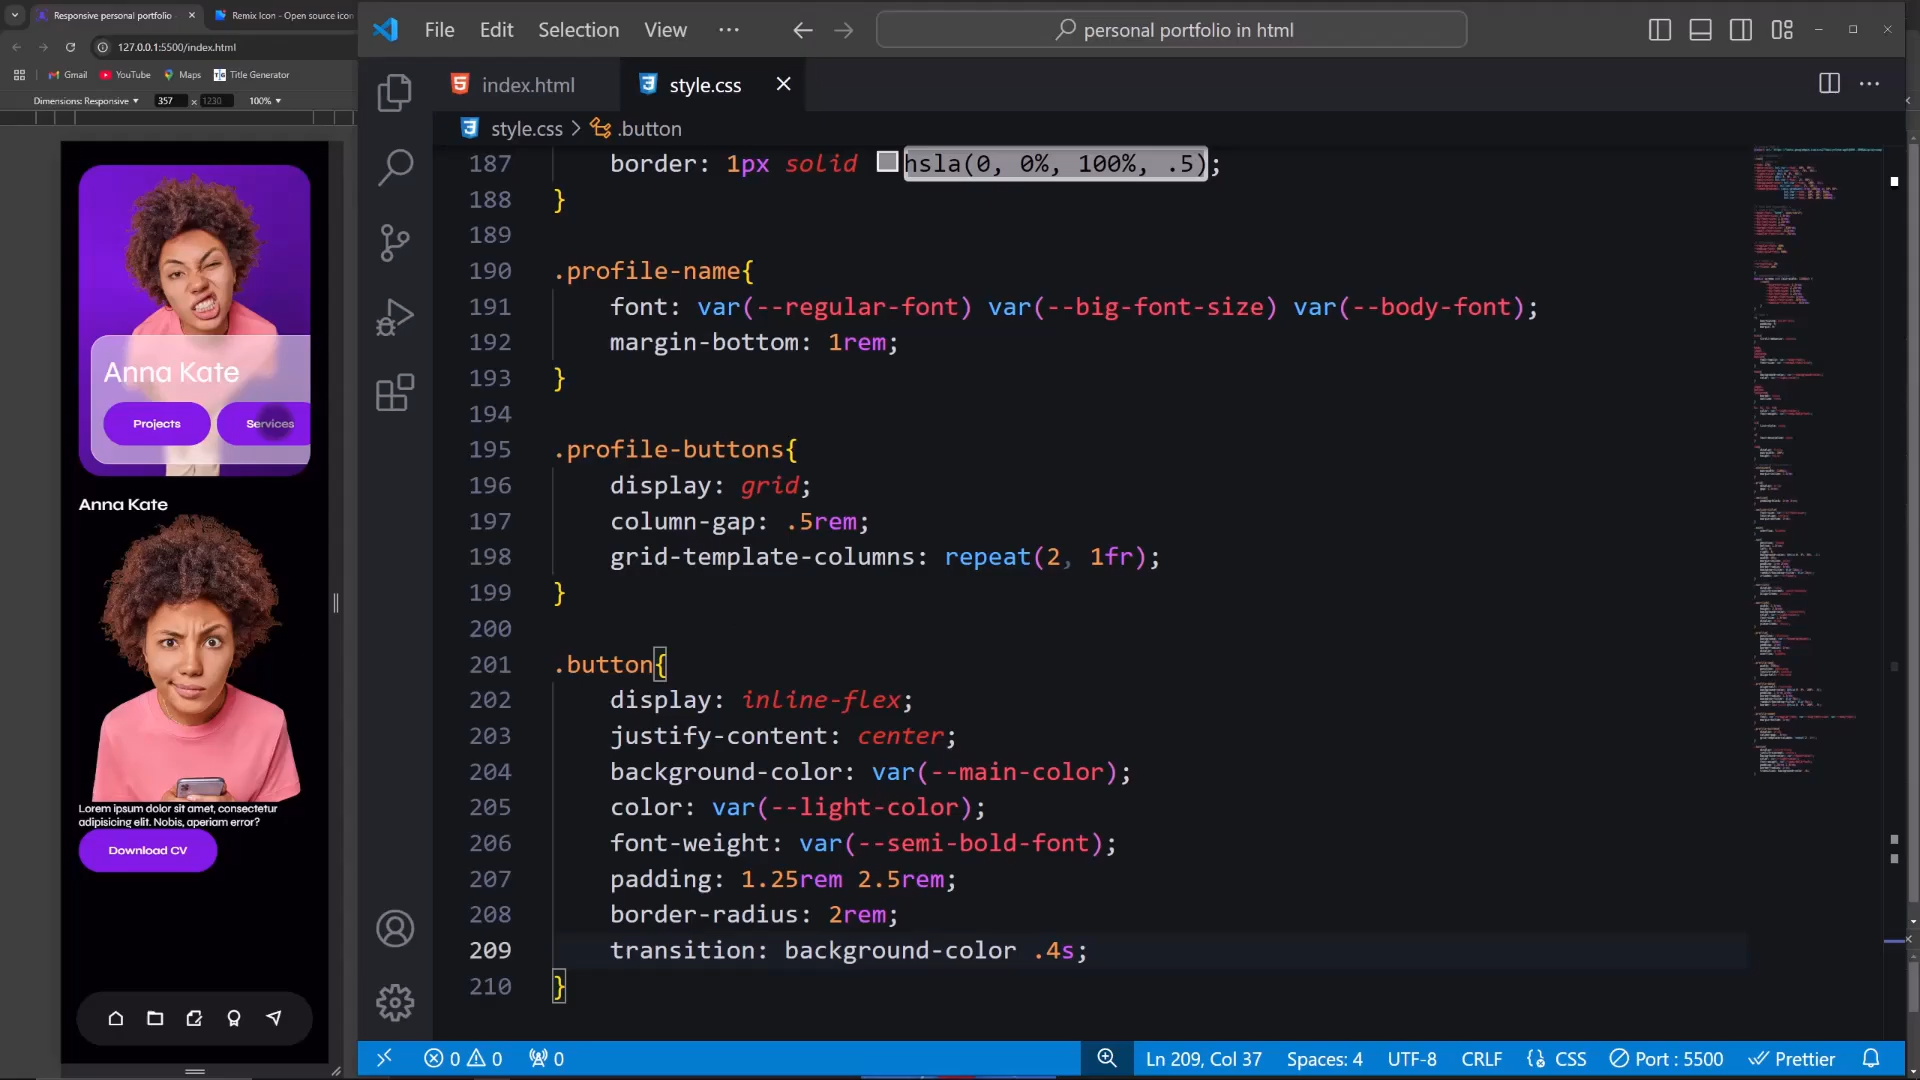 Responsive personal portfolio
Remix Icon - Open source icon
127.0.0.1:5500/index.html
Gmail
YouTube
Maps
Title Generator
Dimensions: Responsive
357
x
1230
100%
Anna Kate
Projects
Services
Anna Kate
Lorem ipsum dolor sit amet, consectetur
adipisicing elit. Nobis, aperiam error?
Download CV
File Edit Selection View ···
personal portfolio in html
index.html
style.css
style.css > .button
187 border: 1px solid hsla(0, 0%, 100%, .5);
188 }
189
190 .profile-name{
191 font: var(--regular-font) var(--big-font-size) var(--body-font);
192 margin-bottom: 1rem;
193 }
194
195 .profile-buttons{
196 display: grid;
197 column-gap: .5rem;
198 grid-template-columns: repeat(2, 1fr);
199 }
200
201 .button{
202 display: inline-flex;
203 justify-content: center;
204 background-color: var(--main-color);
205 color: var(--light-color);
206 font-weight: var(--semi-bold-font);
207 padding: 1.25rem 2.5rem;
208 border-radius: 2rem;
209 transition: background-color .4s;
210 }
0 0 0 Ln 209, Col 37 Spaces: 4 UTF-8 CRLF CSS Port : 5500 Prettier